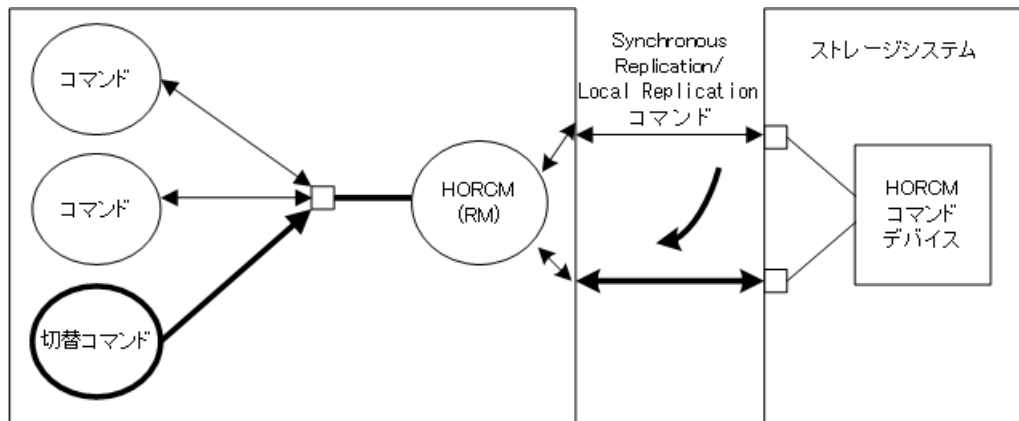 コマンド
コマンド
切替コマンド
HORCM
(RM)
Synchronous
Replication/
Local Replication
コマンド
ストレージシステム
HORCM
コマンド
デバイス